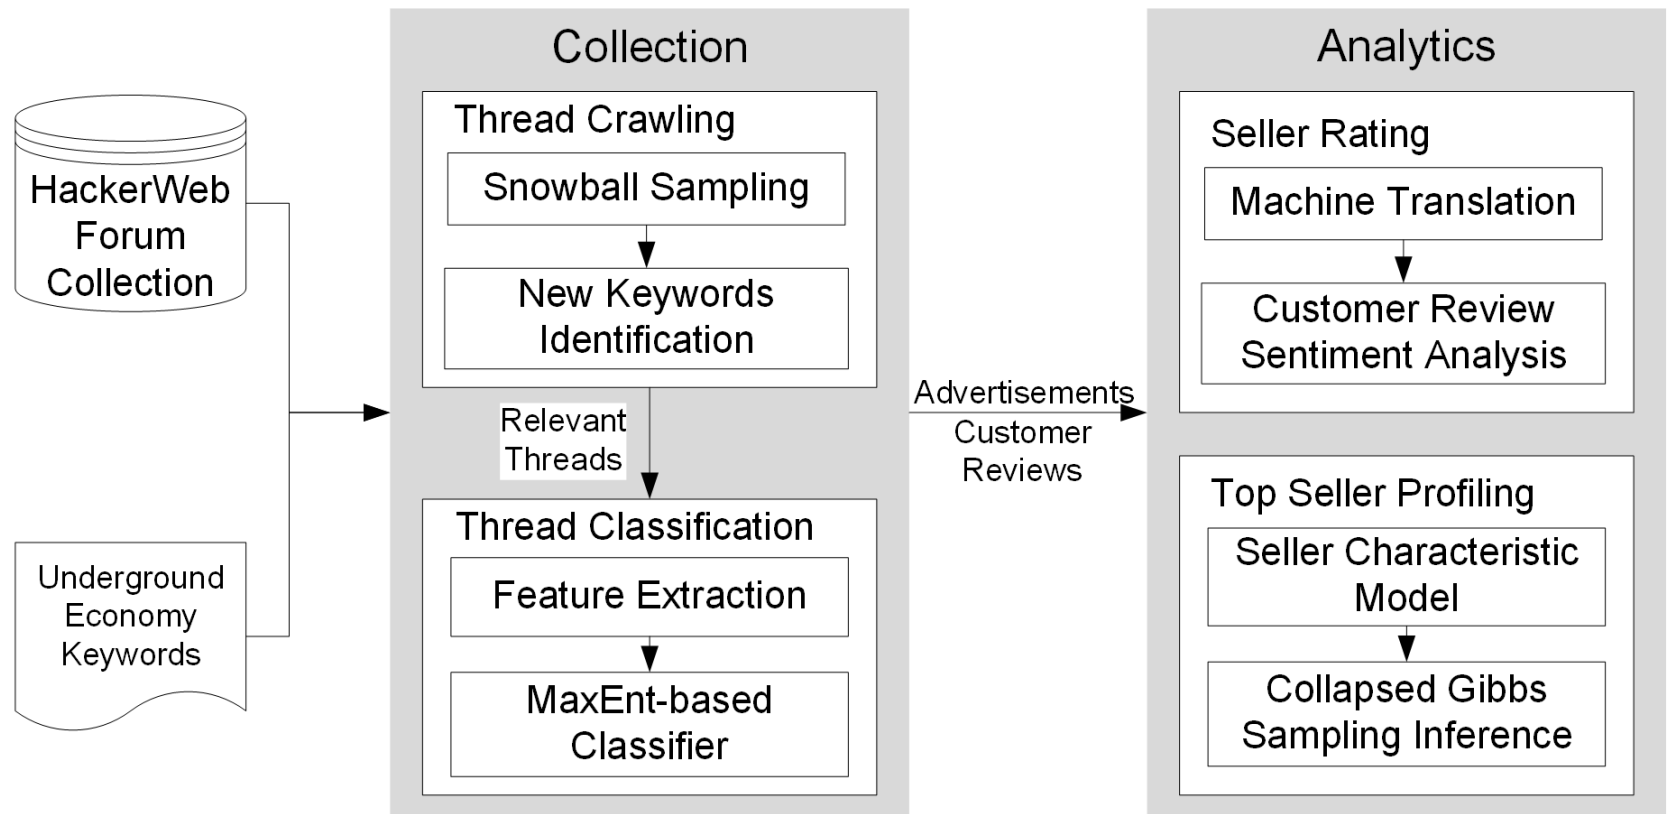 HackerWeb
Forum
Collection
Underground
Economy
Keywords
Collection
Thread Crawling
Snowball Sampling
New Keywords
Identification
Relevant
Threads
Thread Classification
Feature Extraction
MaxEnt-based
Classifier
Advertisements
Customer
Reviews
Analytics
Seller Rating
Machine Translation
Customer Review
Sentiment Analysis
Top Seller Profiling
Seller Characteristic
Model
Collapsed Gibbs
Sampling Inference